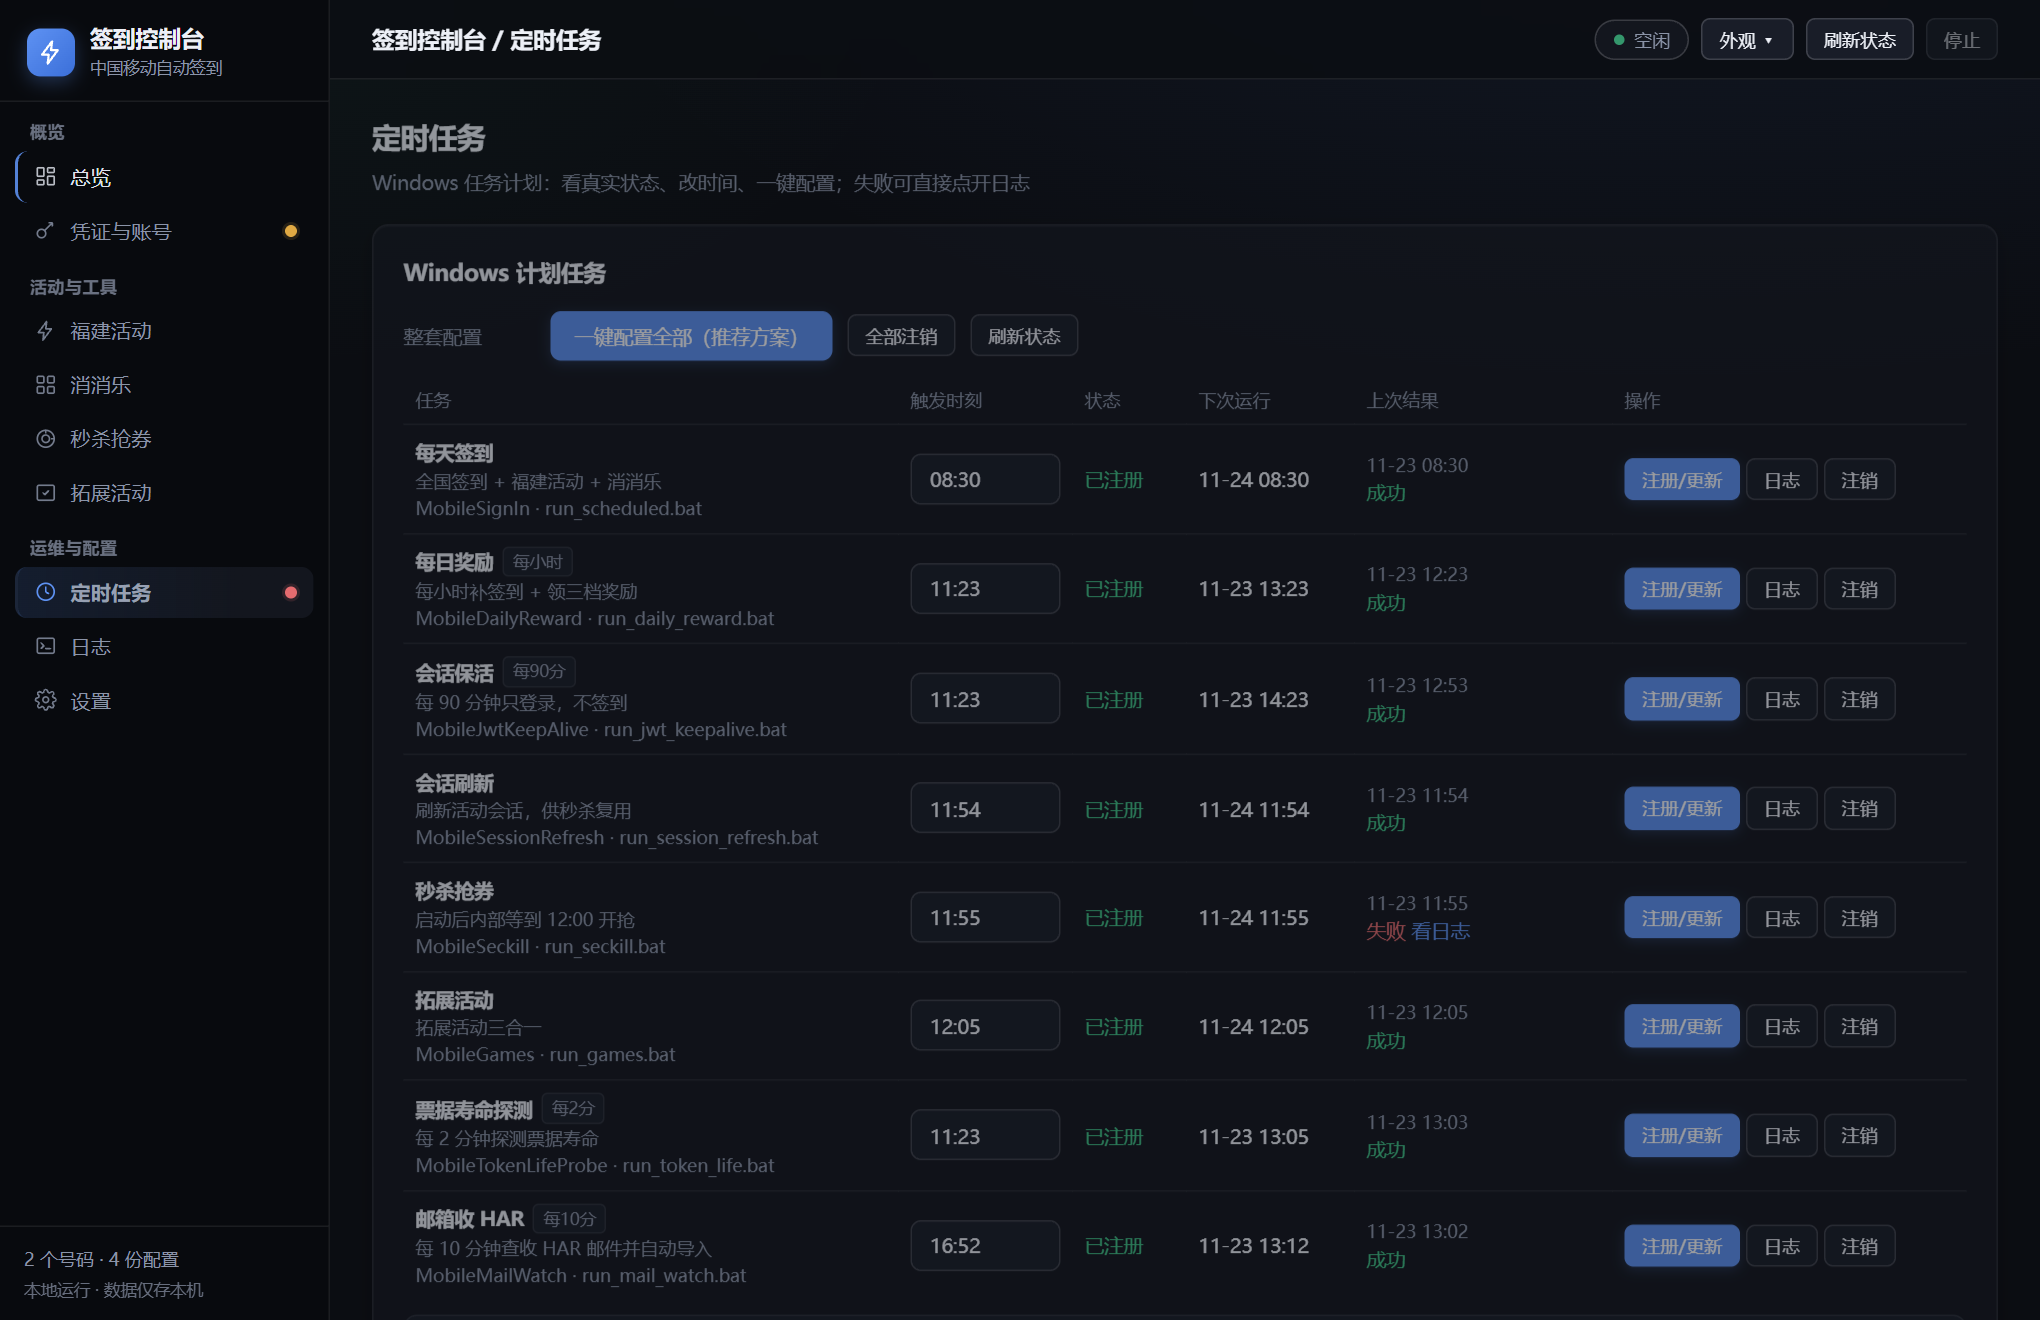 签到控制台
中国移动自动签到
概览
总览
凭证与账号
活动与工具
福建活动
消消乐
秒杀抢券
拓展活动
运维与配置
定时任务
日志
设置
2 个号码 · 4 份配置
本地运行 · 数据仅存本机
签到控制台 / 定时任务
空闲
外观 ▾
刷新状态
停止
定时任务
Windows 任务计划：看真实状态、改时间、一键配置；失败可直接点开日志
Windows 计划任务
整套配置
一键配置全部（推荐方案）
全部注销
刷新状态
任务 触发时刻 状态 下次运行 上次结果 操作
每天签到
全国签到 + 福建活动 + 消消乐
MobileSignIn · run_scheduled.bat
08:30
已注册
11-24 08:30
11-23 08:30
成功
注册/更新 日志 注销
每日奖励 每小时
每小时补签到 + 领三档奖励
MobileDailyReward · run_daily_reward.bat
11:23
已注册
11-23 13:23
11-23 12:23
成功
注册/更新 日志 注销
会话保活 每90分
每 90 分钟只登录，不签到
MobileJwtKeepAlive · run_jwt_keepalive.bat
11:23
已注册
11-23 14:23
11-23 12:53
成功
注册/更新 日志 注销
会话刷新
刷新活动会话，供秒杀复用
MobileSessionRefresh · run_session_refresh.bat
11:54
已注册
11-24 11:54
11-23 11:54
成功
注册/更新 日志 注销
秒杀抢券
启动后内部等到 12:00 开抢
MobileSeckill · run_seckill.bat
11:55
已注册
11-24 11:55
11-23 11:55
失败 看日志
注册/更新 日志 注销
拓展活动
拓展活动三合一
MobileGames · run_games.bat
12:05
已注册
11-24 12:05
11-23 12:05
成功
注册/更新 日志 注销
票据寿命探测 每2分
每 2 分钟探测票据寿命
MobileTokenLifeProbe · run_token_life.bat
11:23
已注册
11-23 13:05
11-23 13:03
成功
注册/更新 日志 注销
邮箱收 HAR 每10分
每 10 分钟查收 HAR 邮件并自动导入
MobileMailWatch · run_mail_watch.bat
16:52
已注册
11-23 13:12
11-23 13:02
成功
注册/更新 日志 注销